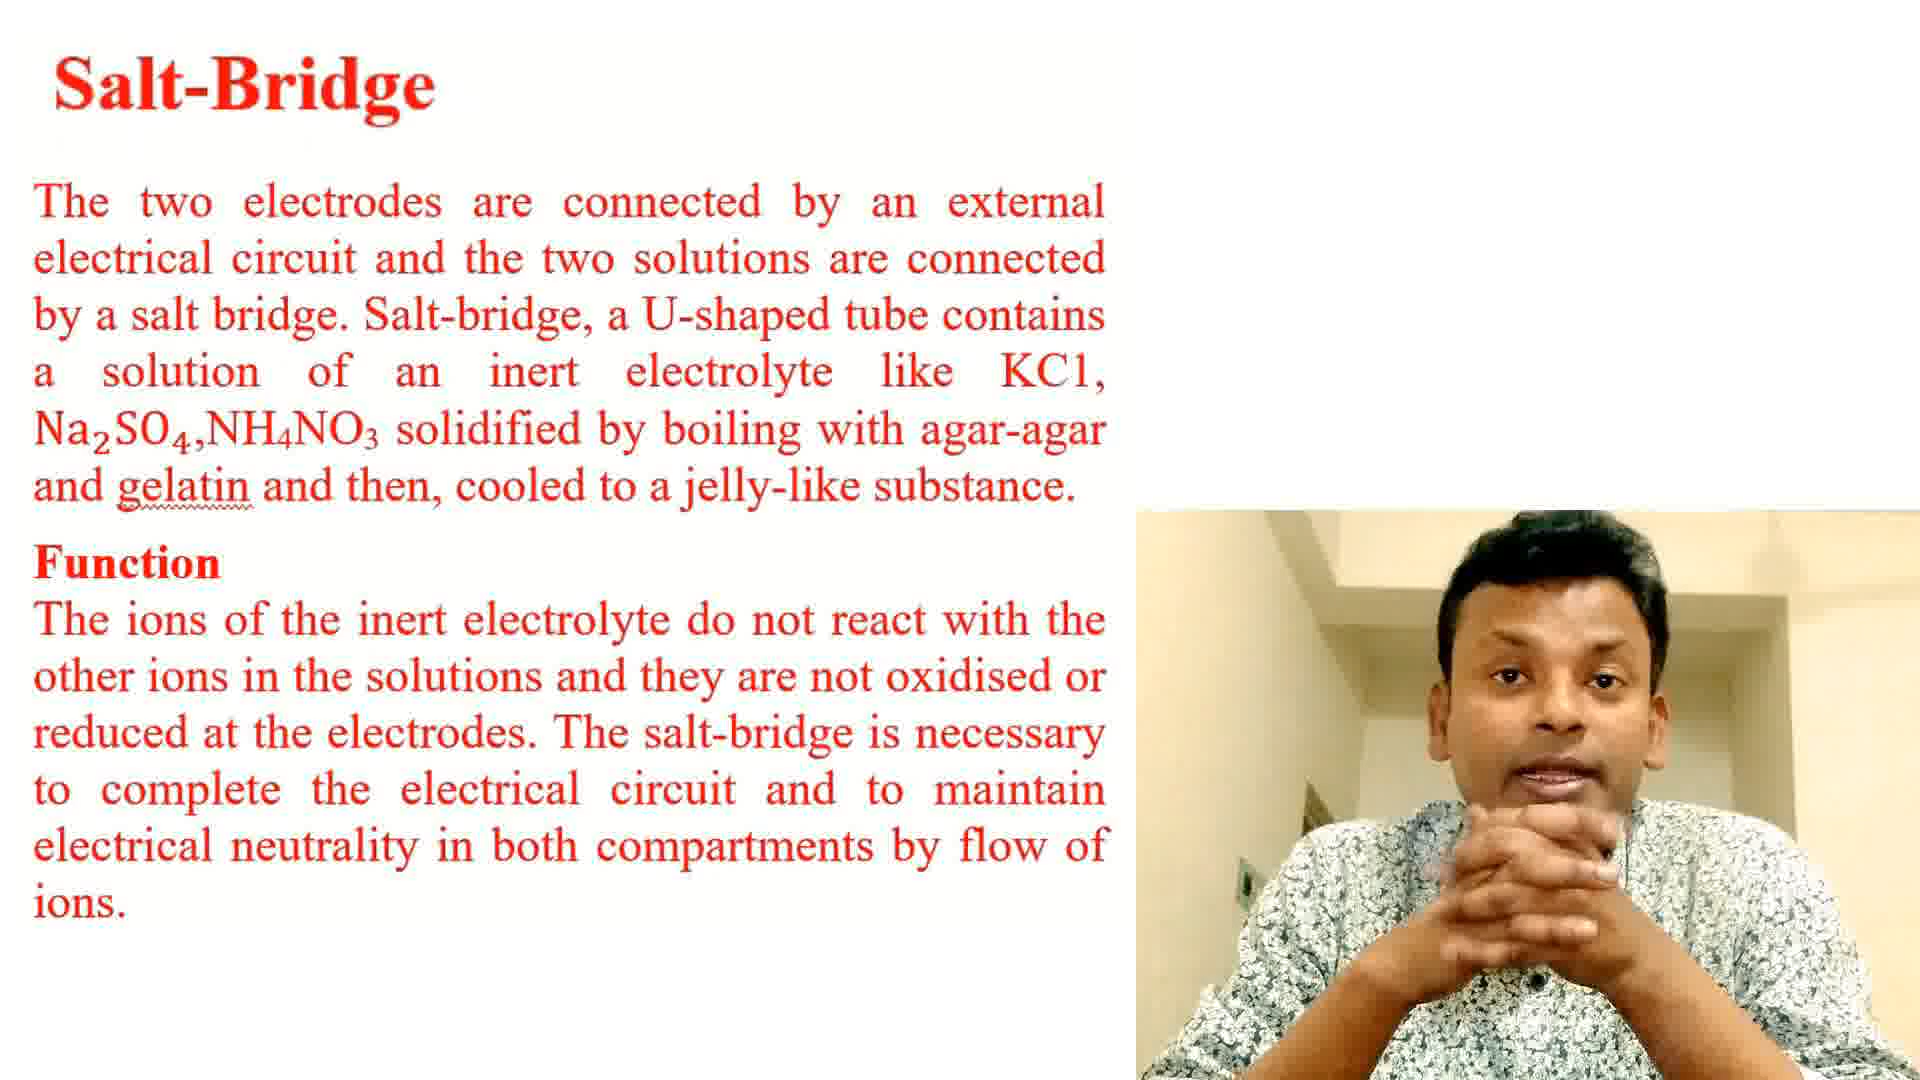 Salt-Bridge
The two electrodes are connected by an external
electrical circuit and the two solutions are connected
by a salt bridge. Salt-bridge, a U-shaped tube contains
a solution of an inert electrolyte like KC1,
Na₂SO₄,NH₄NO₃ solidified by boiling with agar-agar
and gelatin and then, cooled to a jelly-like substance.
Function
The ions of the inert electrolyte do not react with the
other ions in the solutions and they are not oxidised or
reduced at the electrodes. The salt-bridge is necessary
to complete the electrical circuit and to maintain
electrical neutrality in both compartments by flow of
ions.